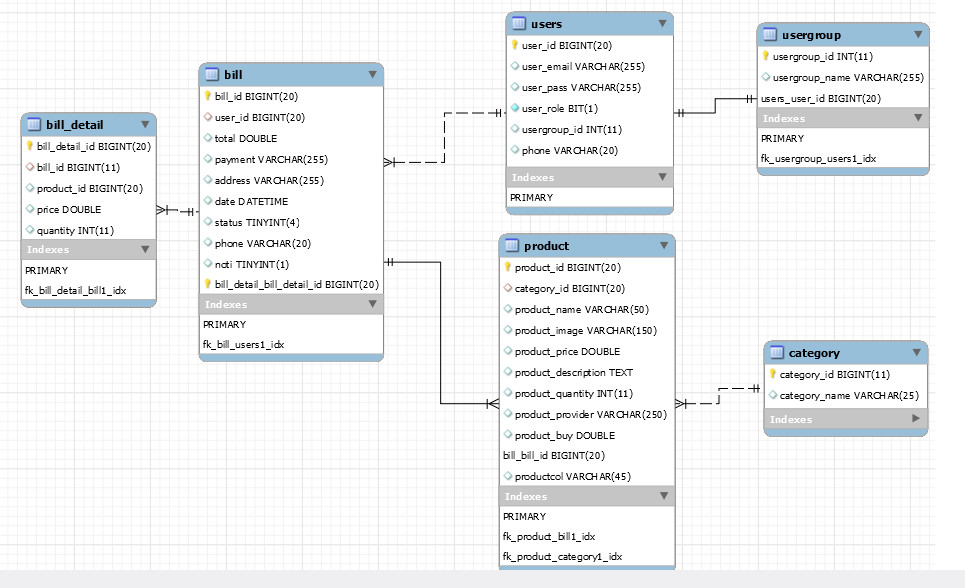 users
user_id BIGINT(20)
user_email VARCHAR(255)
user_pass VARCHAR(255)
user_role BIT(1)
usergroup_id INT(11)
phone VARCHAR(20)
Indexes
PRIMARY
usergroup
usergroup_id INT(11)
usergroup_name VARCHAR(255)
users_user_id BIGINT(20)
Indexes
PRIMARY
fk_usergroup_users1_idx
bill
bill_id BIGINT(20)
user_id BIGINT(20)
total DOUBLE
payment VARCHAR(255)
address VARCHAR(255)
date DATETIME
status TINYINT(4)
phone VARCHAR(20)
noti TINYINT(1)
bill_detail_bill_detail_id BIGINT(20)
Indexes
PRIMARY
fk_bill_users1_idx
bill_detail
bill_detail_id BIGINT(20)
bill_id BIGINT(11)
product_id BIGINT(20)
price DOUBLE
quantity INT(11)
Indexes
PRIMARY
fk_bill_detail_bill1_idx
product
product_id BIGINT(20)
category_id BIGINT(20)
product_name VARCHAR(50)
product_image VARCHAR(150)
product_price DOUBLE
product_description TEXT
product_quantity INT(11)
product_provider VARCHAR(250)
product_buy DOUBLE
bill_bill_id BIGINT(20)
productcol VARCHAR(45)
Indexes
PRIMARY
fk_product_bill1_idx
fk_product_category1_idx
category
category_id BIGINT(11)
category_name VARCHAR(25)
Indexes